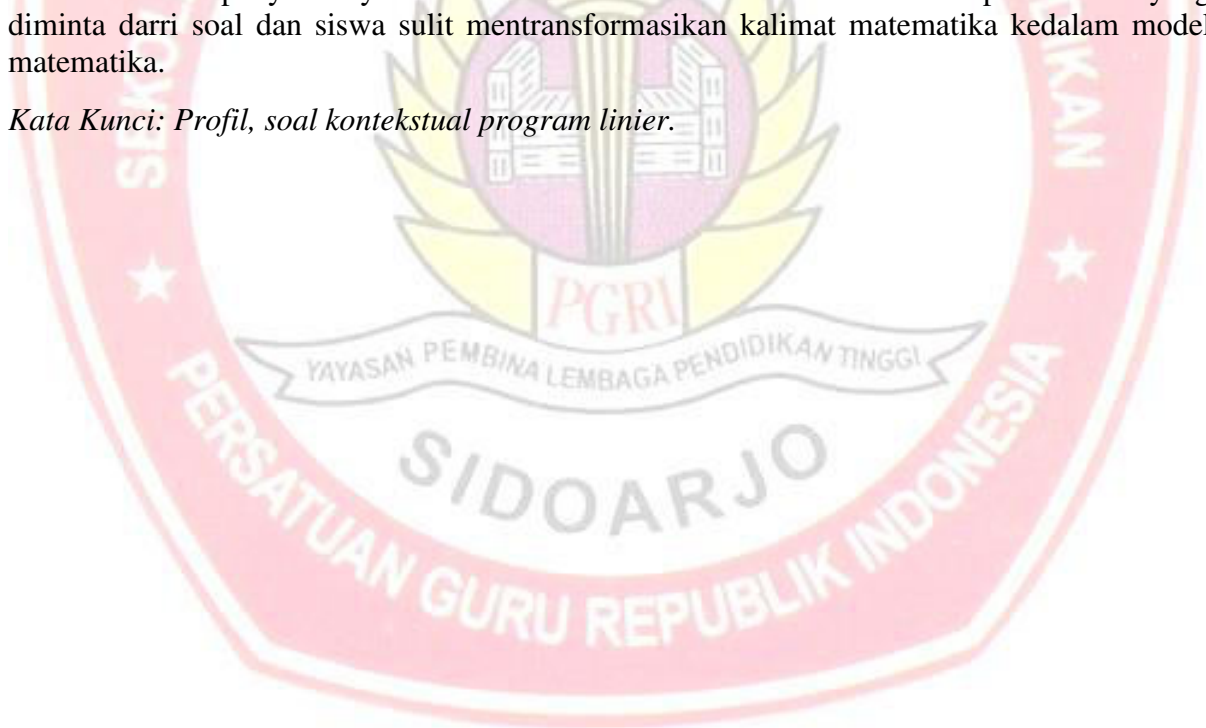 diminta darri soal dan siswa sulit mentransformasikan kalimat matematika kedalam model
matematika.
Kata Kunci: Profil, soal kontekstual program linier.
PGRI
YAYASAN PEMBINA LEMBAGA PENDIDIKAN TINGGI
SIDOARJO
PERSATUAN GURU REPUBLIK INDONESIA